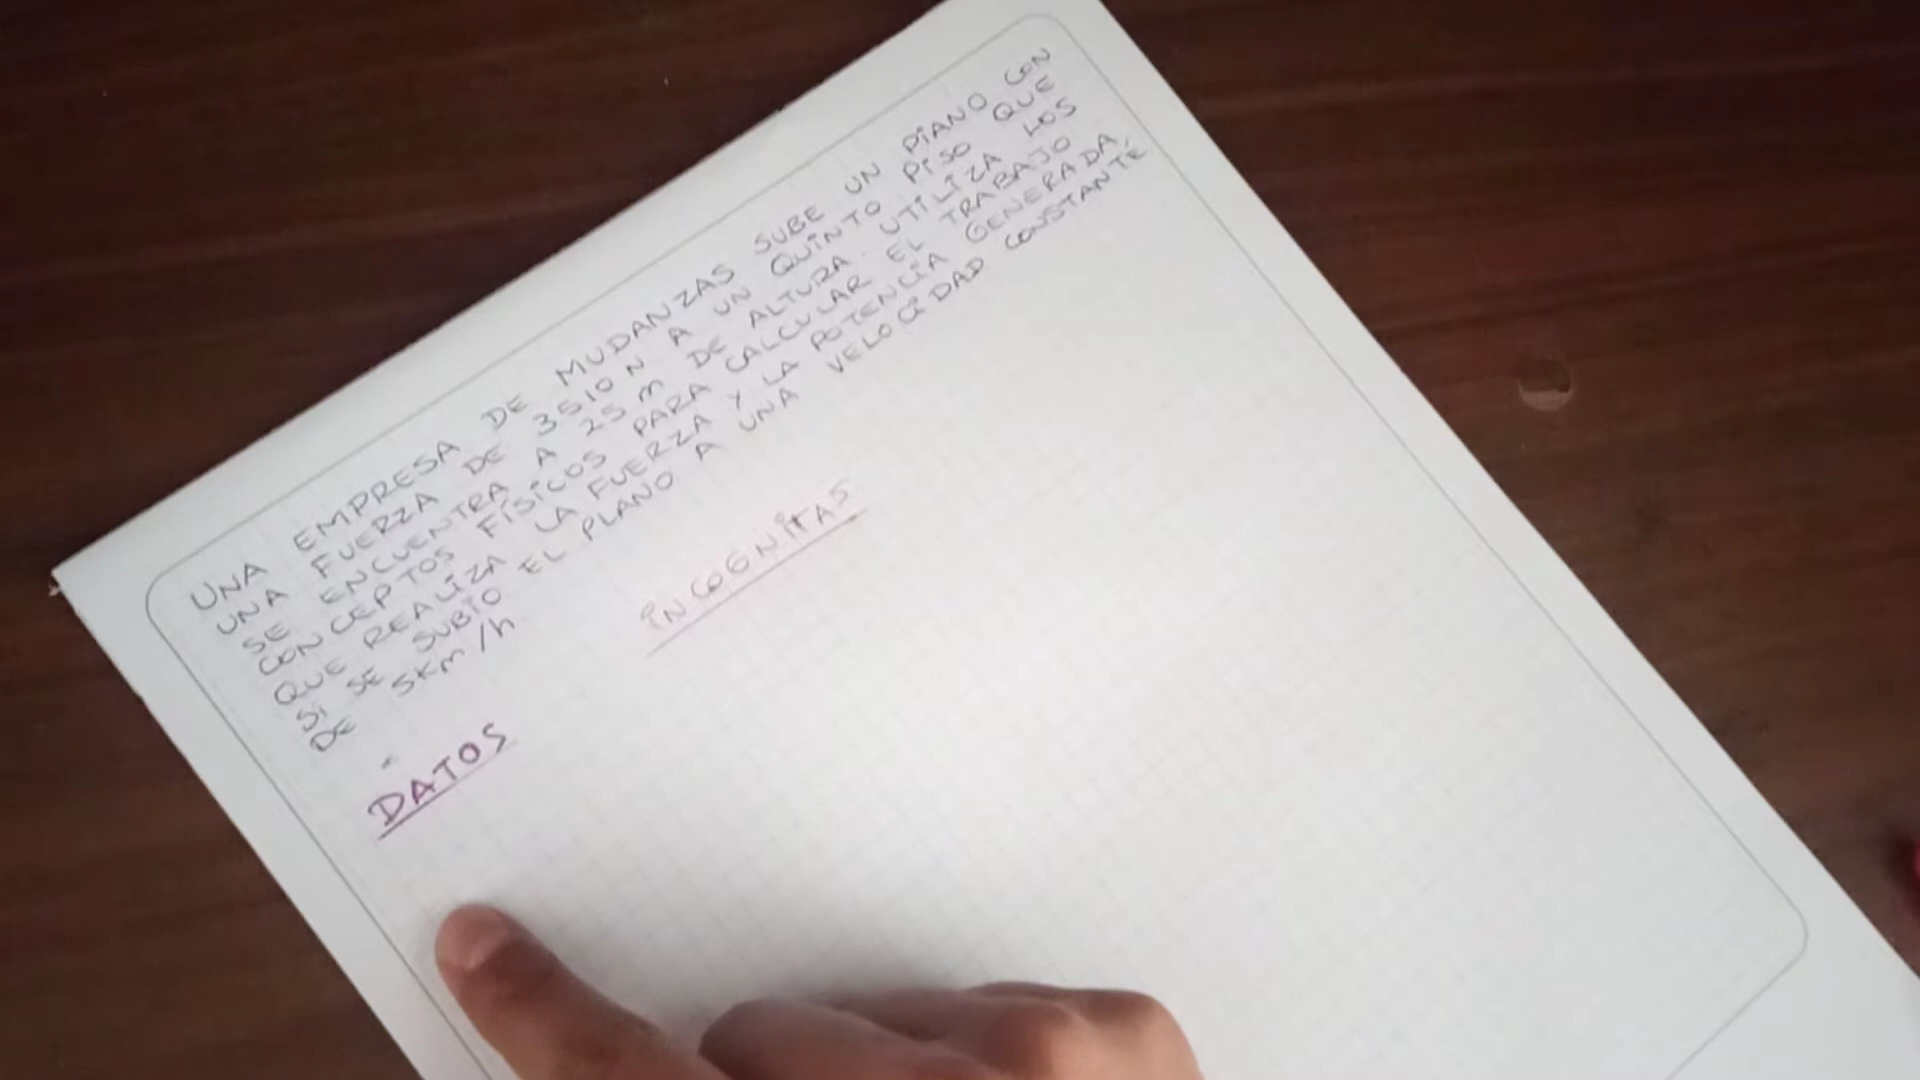 UNA EMPRESA DE MUDANZAS SUBE UN PIANO CON
UNA FUERZA DE 3510 N A UN QUINTO PISO QUE
SE ENCUENTRA A 25 m DE ALTURA. UTILIZA LOS
CONCEPTOS FÍSICOS PARA CALCULAR EL TRABAJO
QUE REALIZA LA FUERZA Y LA POTENCIA GENERADA,
SI SE SUBIO EL PLANO A UNA VELOCIDAD CONSTANTE
DE 5Km/h.
INCOGNITAS
DATOS